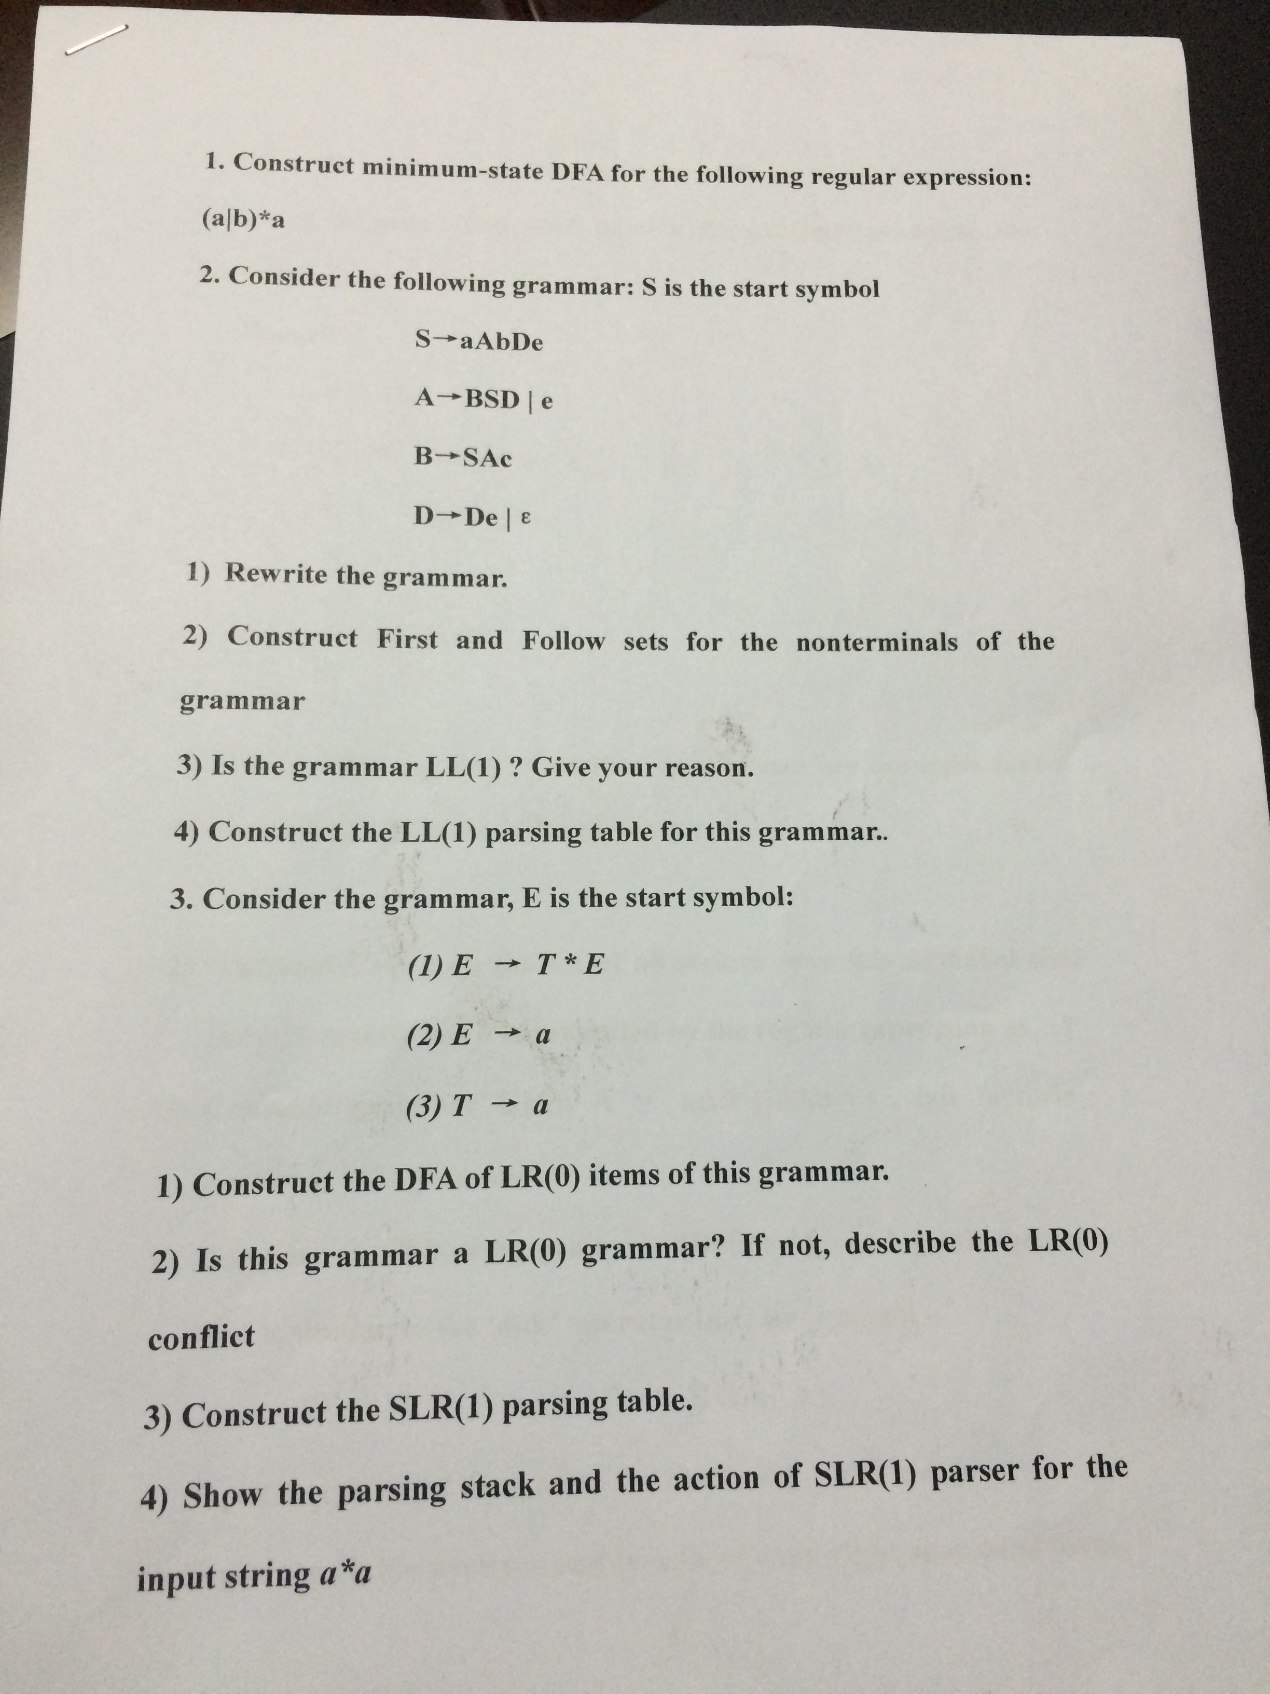 1. Construct minimum-state DFA for the following regular expression:
(a|b)*a
2. Consider the following grammar: S is the start symbol
S→aAbDe
A→BSD | e
B→SAc
D→De | ε
1) Rewrite the grammar.
2) Construct First and Follow sets for the nonterminals of the
grammar
3) Is the grammar LL(1) ? Give your reason.
4) Construct the LL(1) parsing table for this grammar..
3. Consider the grammar, E is the start symbol:
(1) E → T * E
(2) E → a
(3) T → a
1) Construct the DFA of LR(0) items of this grammar.
2) Is this grammar a LR(0) grammar? If not, describe the LR(0)
conflict
3) Construct the SLR(1) parsing table.
4) Show the parsing stack and the action of SLR(1) parser for the
input string a*a